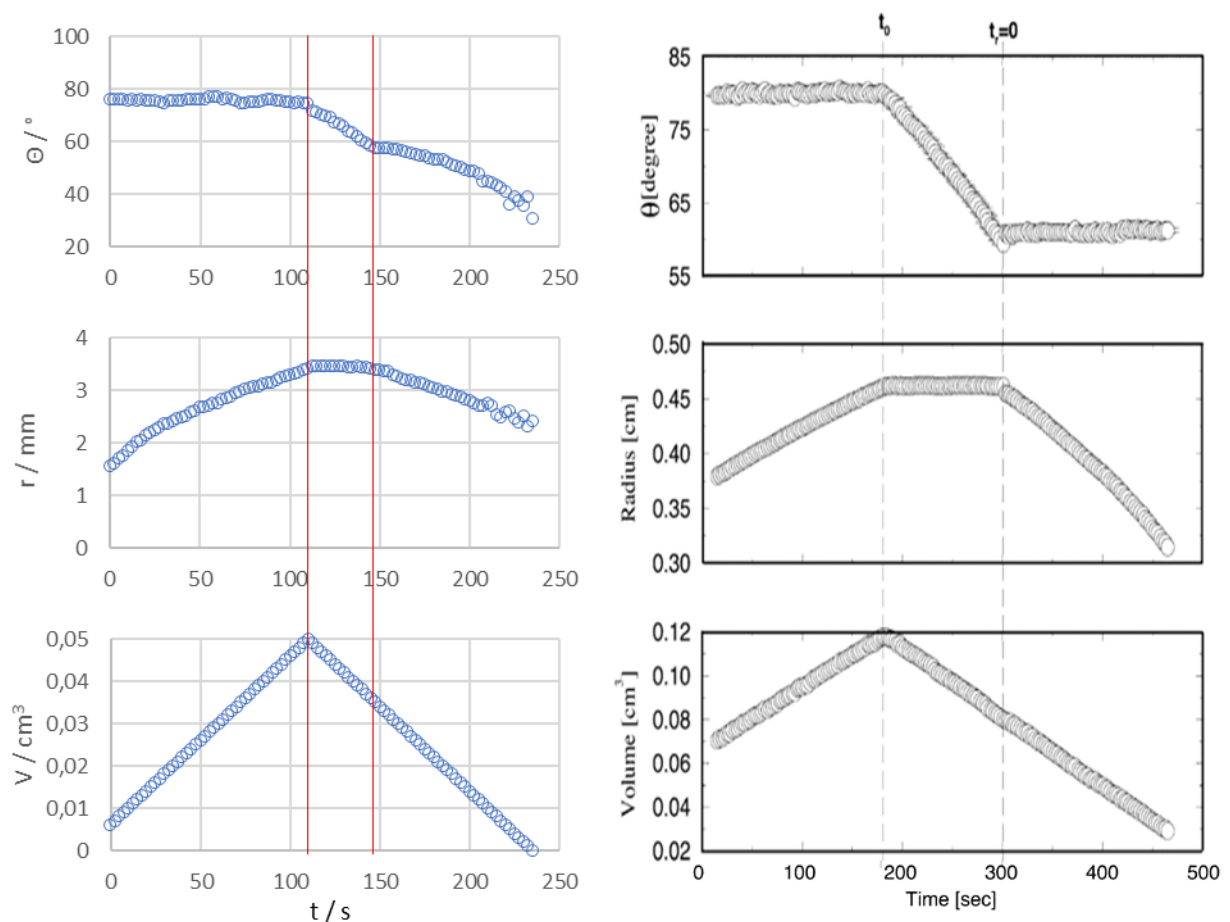 100
80
60
40
20
Θ / °
0 50 100 150 200 250
4
3
2
1
0
r / mm
0 50 100 150 200 250
0,05
0,04
0,03
0,02
0,01
0
V / cm³
0 50 100 150 200 250
t / s
t₀ tᵣ=0
85
75
65
55
θ[degree]
0.50
0.45
0.40
0.35
0.30
Radius [cm]
0.12
0.10
0.08
0.06
0.04
0.02
Volume [cm³]
0 100 200 300 400 500
Time [sec]